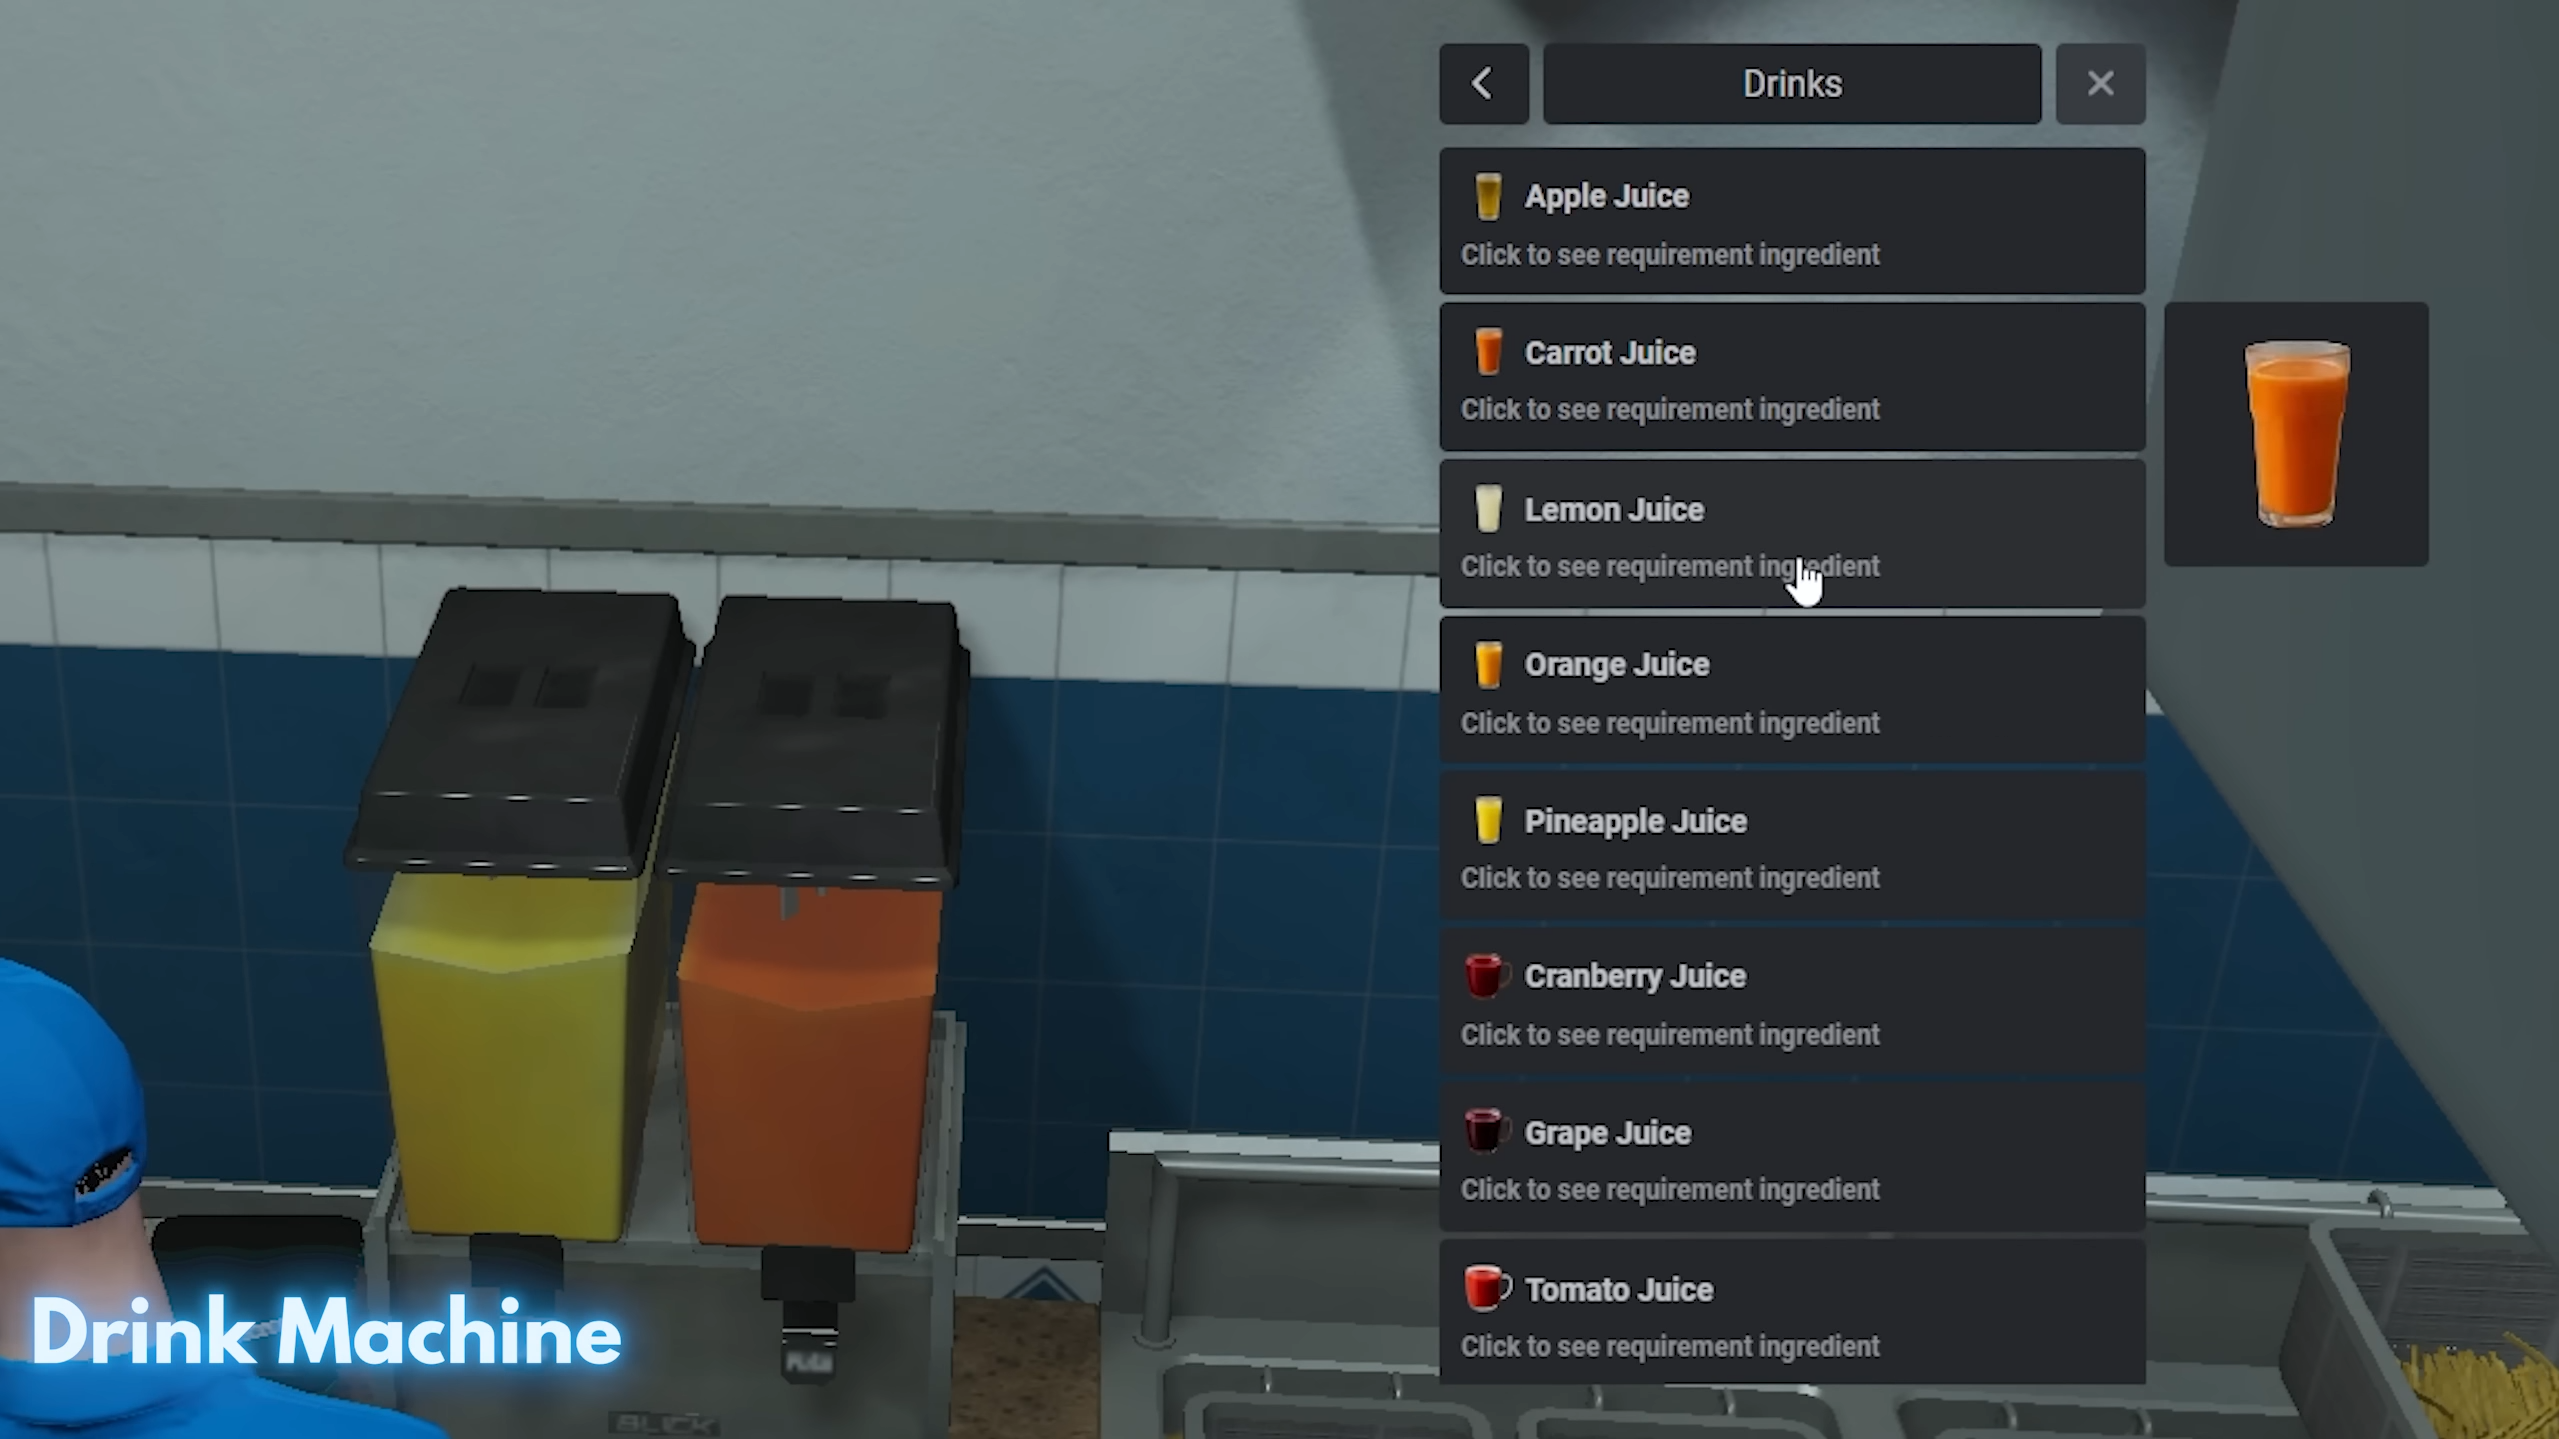 Drinks
Apple Juice
Click to see requirement ingredient
Carrot Juice
Click to see requirement ingredient
Lemon Juice
Click to see requirement ingredient
Orange Juice
Click to see requirement ingredient
Pineapple Juice
Click to see requirement ingredient
Cranberry Juice
Click to see requirement ingredient
Grape Juice
Click to see requirement ingredient
Tomato Juice
Click to see requirement ingredient
Drink Machine